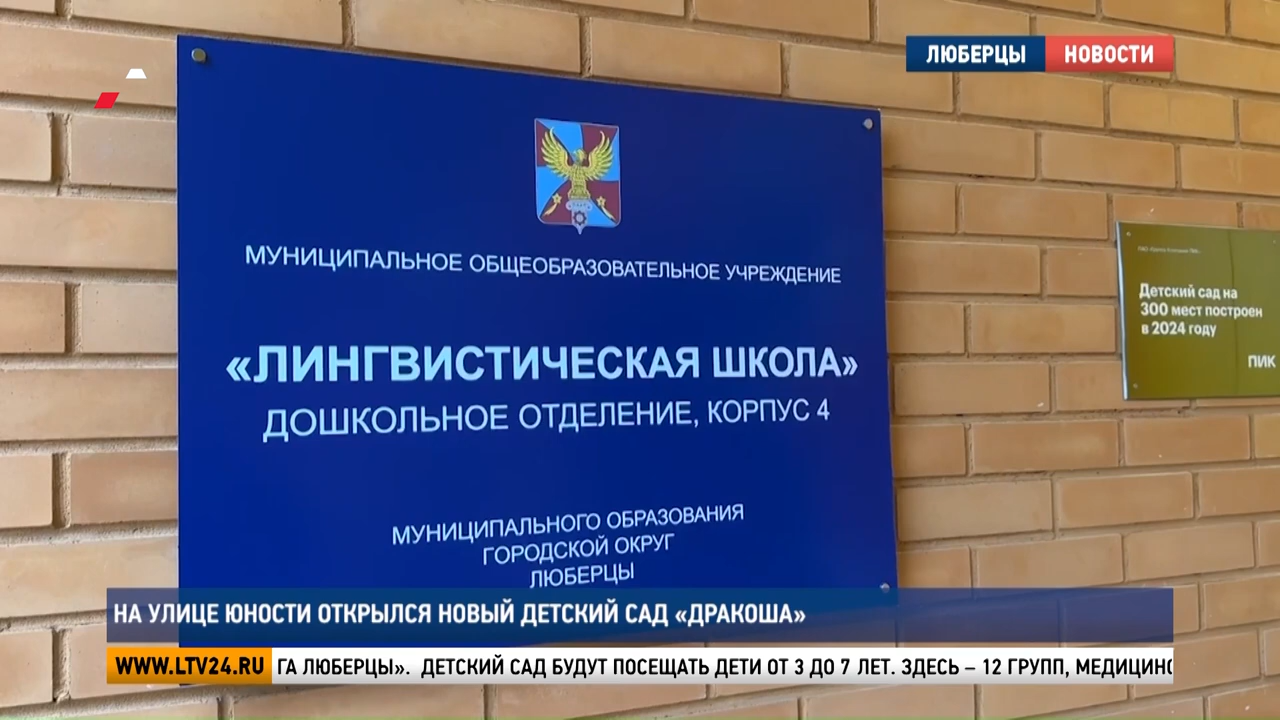 ЛЮБЕРЦЫ НОВОСТИ
МУНИЦИПАЛЬНОЕ ОБЩЕОБРАЗОВАТЕЛЬНОЕ УЧРЕЖДЕНИЕ
«ЛИНГВИСТИЧЕСКАЯ ШКОЛА»
ДОШКОЛЬНОЕ ОТДЕЛЕНИЕ, КОРПУС 4
МУНИЦИПАЛЬНОГО ОБРАЗОВАНИЯ
ГОРОДСКОЙ ОКРУГ
ЛЮБЕРЦЫ
Детский сад на
300 мест построен
в 2024 году
ПИК
НА УЛИЦЕ ЮНОСТИ ОТКРЫЛСЯ НОВЫЙ ДЕТСКИЙ САД «ДРАКОША»
WWW.LTV24.RU ГА ЛЮБЕРЦЫ». ДЕТСКИЙ САД БУДУТ ПОСЕЩАТЬ ДЕТИ ОТ 3 ДО 7 ЛЕТ. ЗДЕСЬ – 12 ГРУПП, МЕДИЦИНС